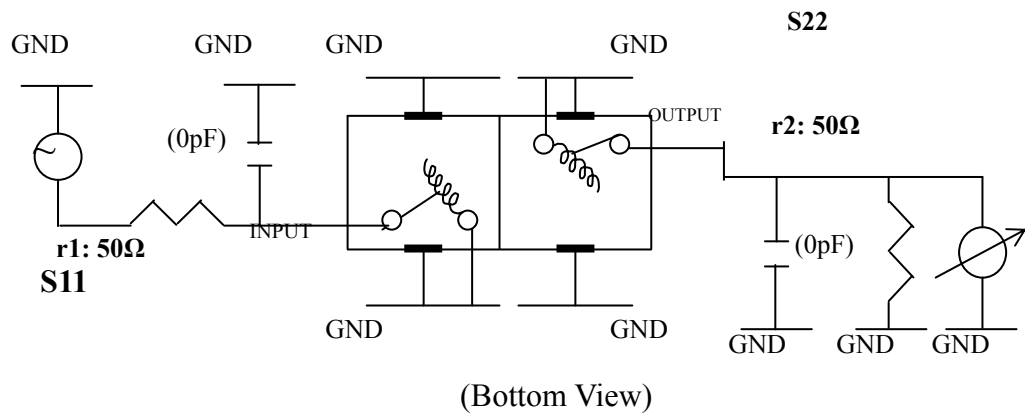 S22
GND
GND
GND
GND
(0pF)
OUTPUT
r2: 50Ω
INPUT
r1: 50Ω
S11
(0pF)
GND
GND
GND
GND
GND
(Bottom View)